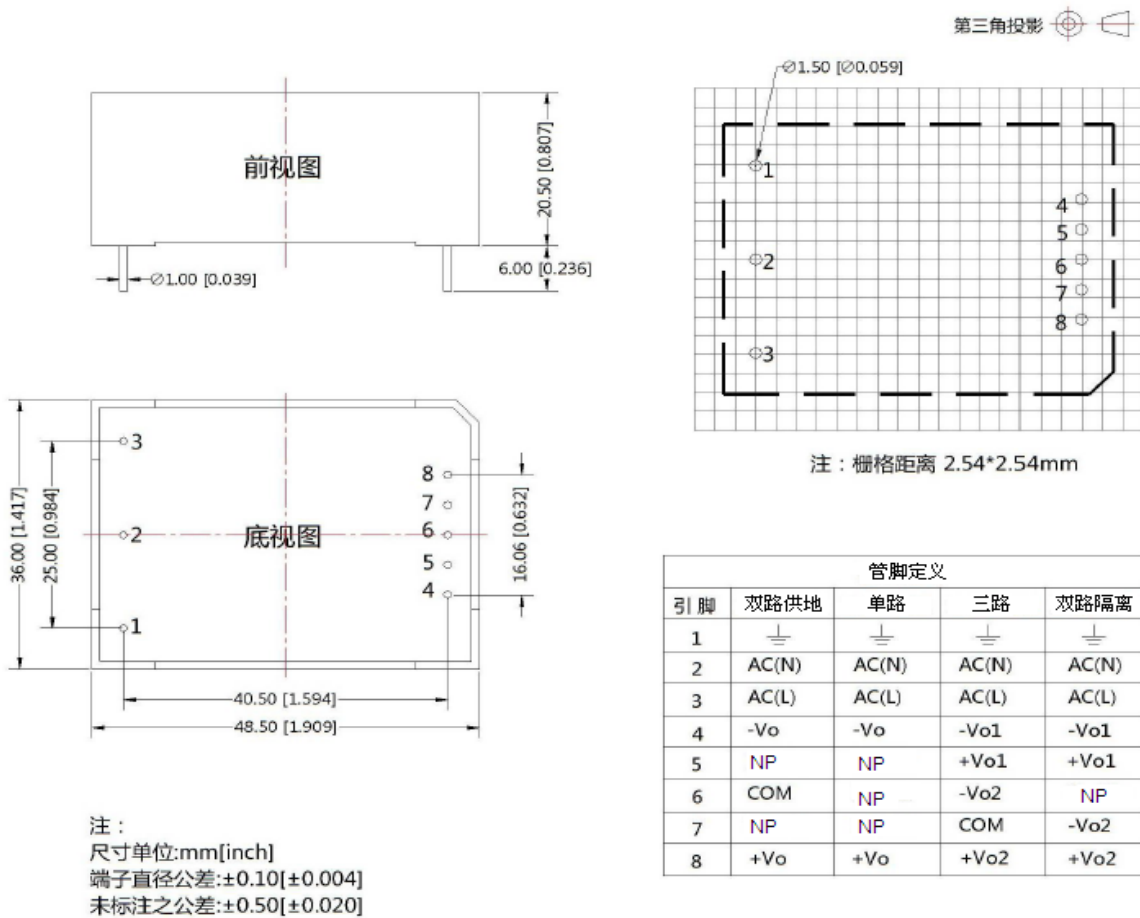 第三角投影
∅1.50 [∅0.059]
前视图
20.50 [0.807]
6.00 [0.236]
∅1.00 [0.039]
1
2
3
4
5
6
7
8
注：栅格距离 2.54*2.54mm
36.00 [1.417]
25.00 [0.984]
3
2
1
底视图
8
7
6
5
4
16.06 [0.632]
40.50 [1.594]
48.50 [1.909]
管脚定义
引脚 双路供地 单路 三路 双路隔离
1
2 AC(N) AC(N) AC(N) AC(N)
3 AC(L) AC(L) AC(L) AC(L)
4 -Vo -Vo -Vo1 -Vo1
5 NP NP +Vo1 +Vo1
6 COM NP -Vo2 NP
7 NP NP COM -Vo2
8 +Vo +Vo +Vo2 +Vo2
注：
尺寸单位:mm[inch]
端子直径公差:±0.10[±0.004]
未标注之公差:±0.50[±0.020]